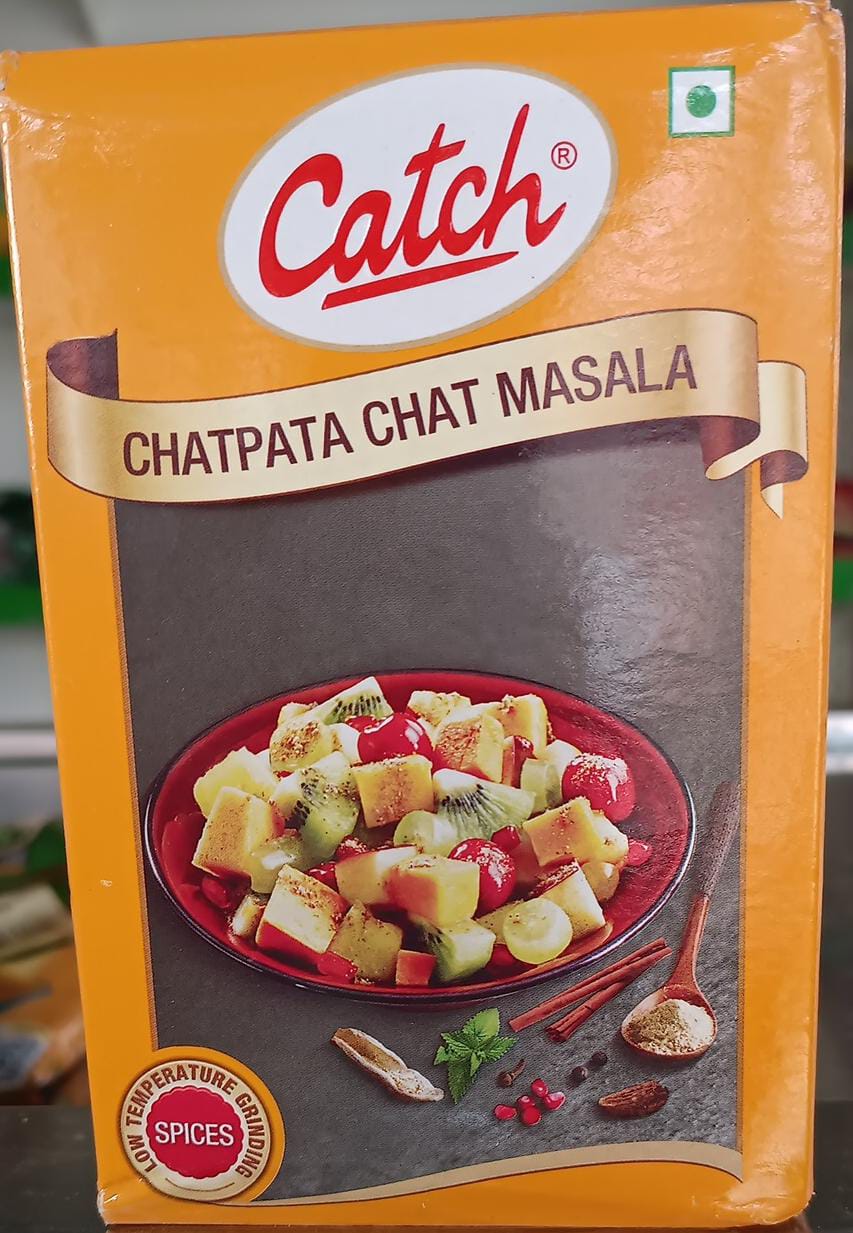 Catch®
CHATPATA CHAT MASALA
LOW TEMPERATURE GRINDING
SPICES